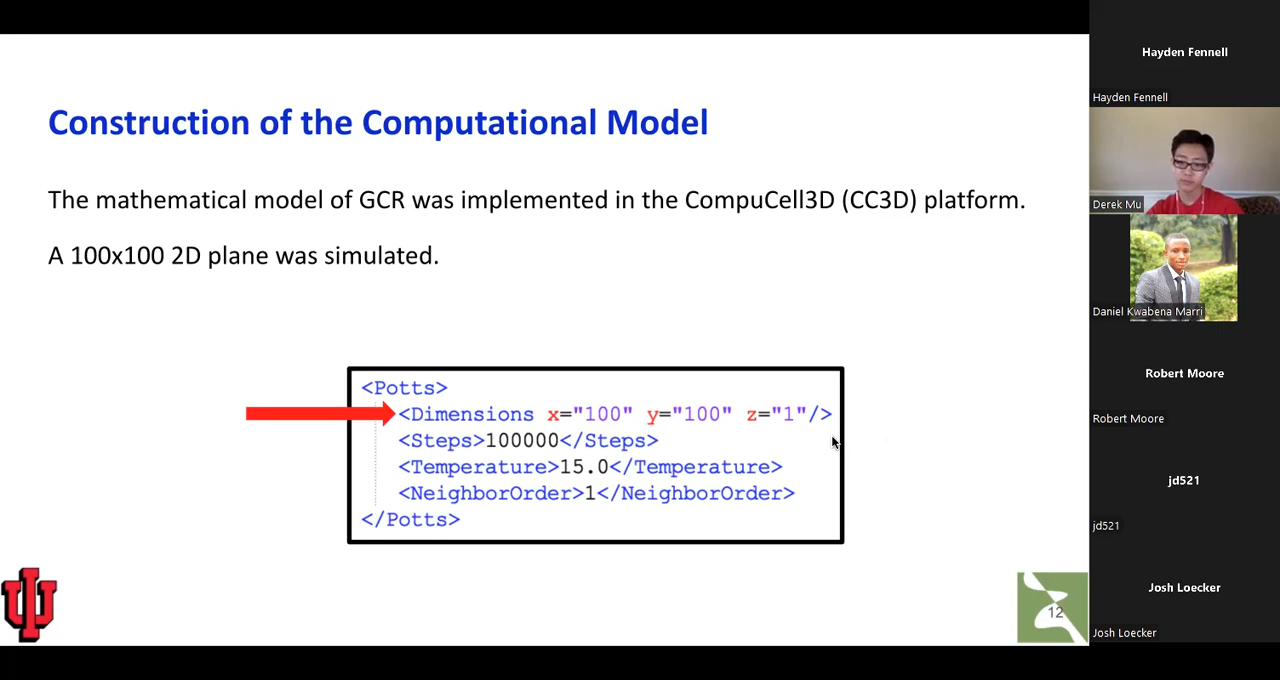 Construction of the Computational Model
The mathematical model of GCR was implemented in the CompuCell3D (CC3D) platform.
A 100x100 2D plane was simulated.
<Potts>
<Dimensions x="100" y="100" z="1"/>
<Steps>100000</Steps>
<Temperature>15.0</Temperature>
<NeighborOrder>1</NeighborOrder>
</Potts>
12
Hayden Fennell
Hayden Fennell
Derek Mu
Daniel Kwabena Marri
Robert Moore
Robert Moore
jd521
jd521
Josh Loecker
Josh Loecker